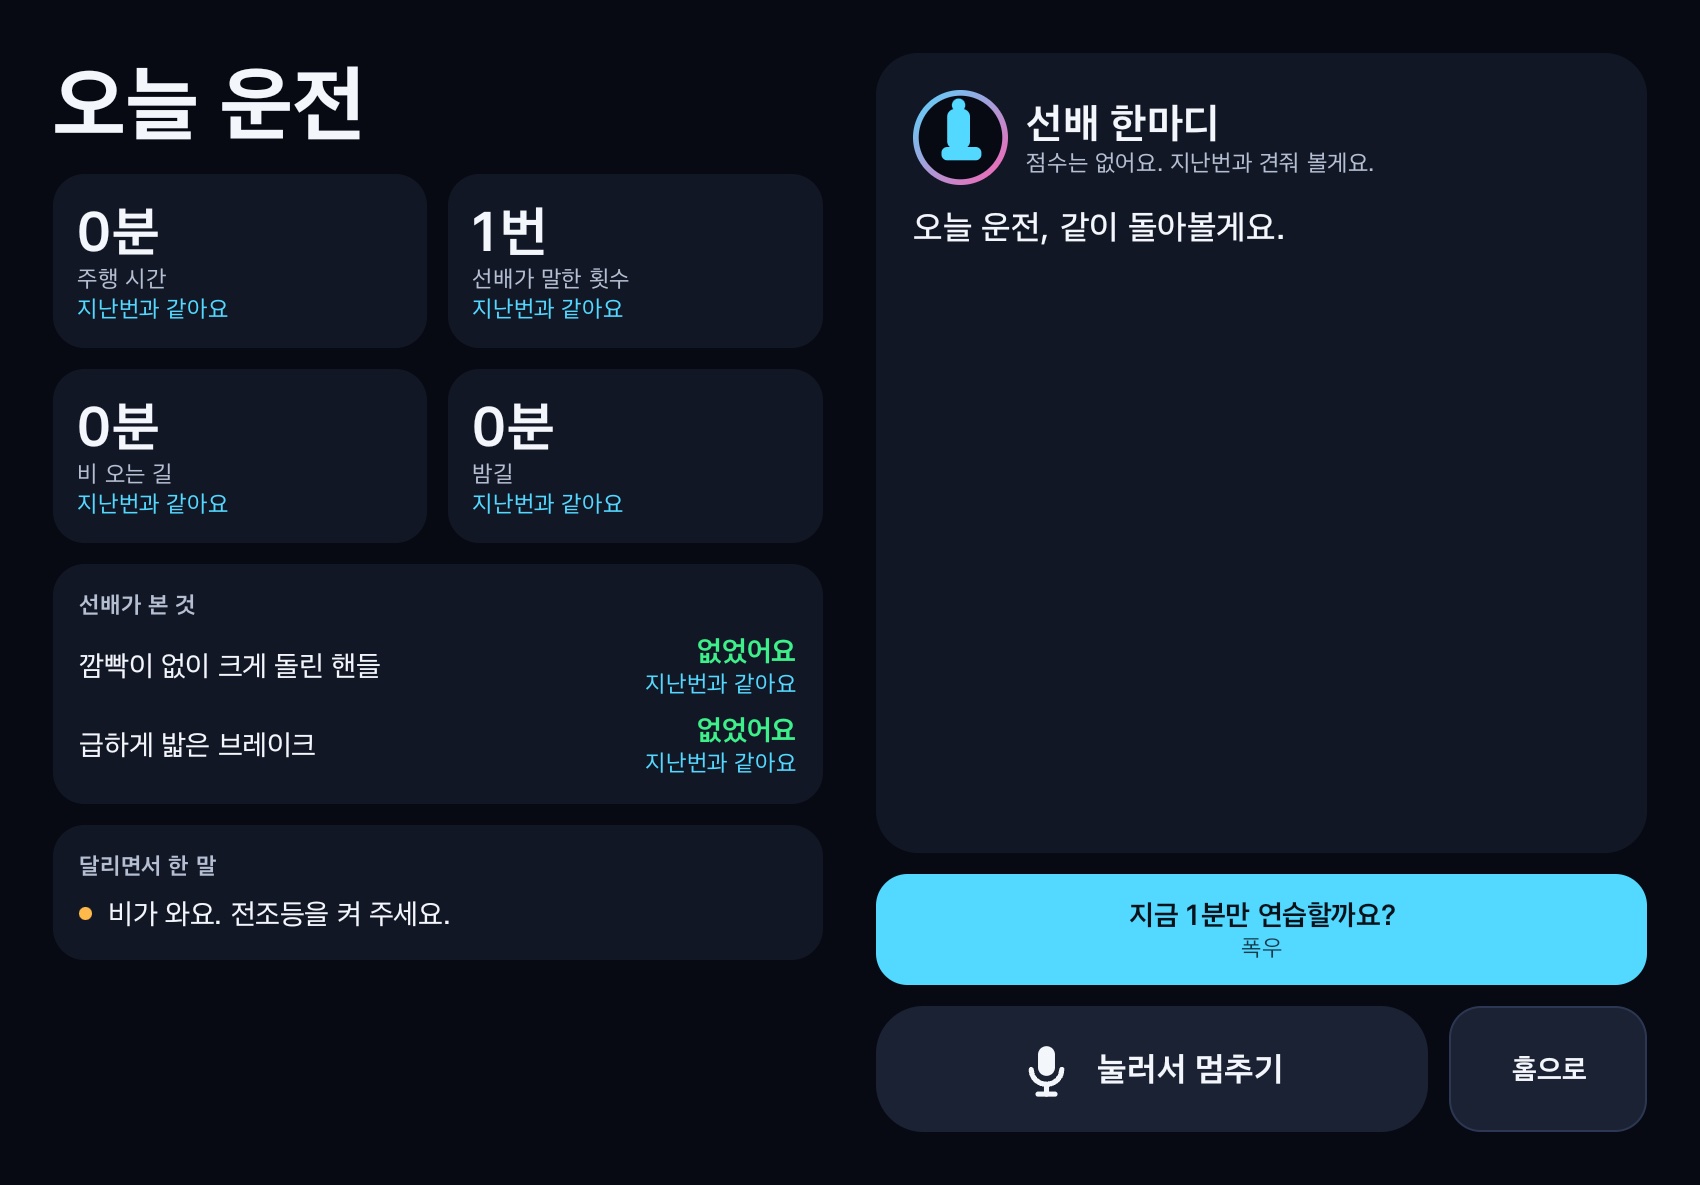 오늘 운전
0분
주행 시간
지난번과 같아요
1번
선배가 말한 횟수
지난번과 같아요
0분
비 오는 길
지난번과 같아요
0분
밤길
지난번과 같아요
선배가 본 것
깜빡이 없이 크게 돌린 핸들
없었어요
지난번과 같아요
급하게 밟은 브레이크
없었어요
지난번과 같아요
달리면서 한 말
비가 와요. 전조등을 켜 주세요.
선배 한마디
점수는 없어요. 지난번과 견줘 볼게요.
오늘 운전, 같이 돌아볼게요.
지금 1분만 연습할까요?
폭우
눌러서 멈추기
홈으로